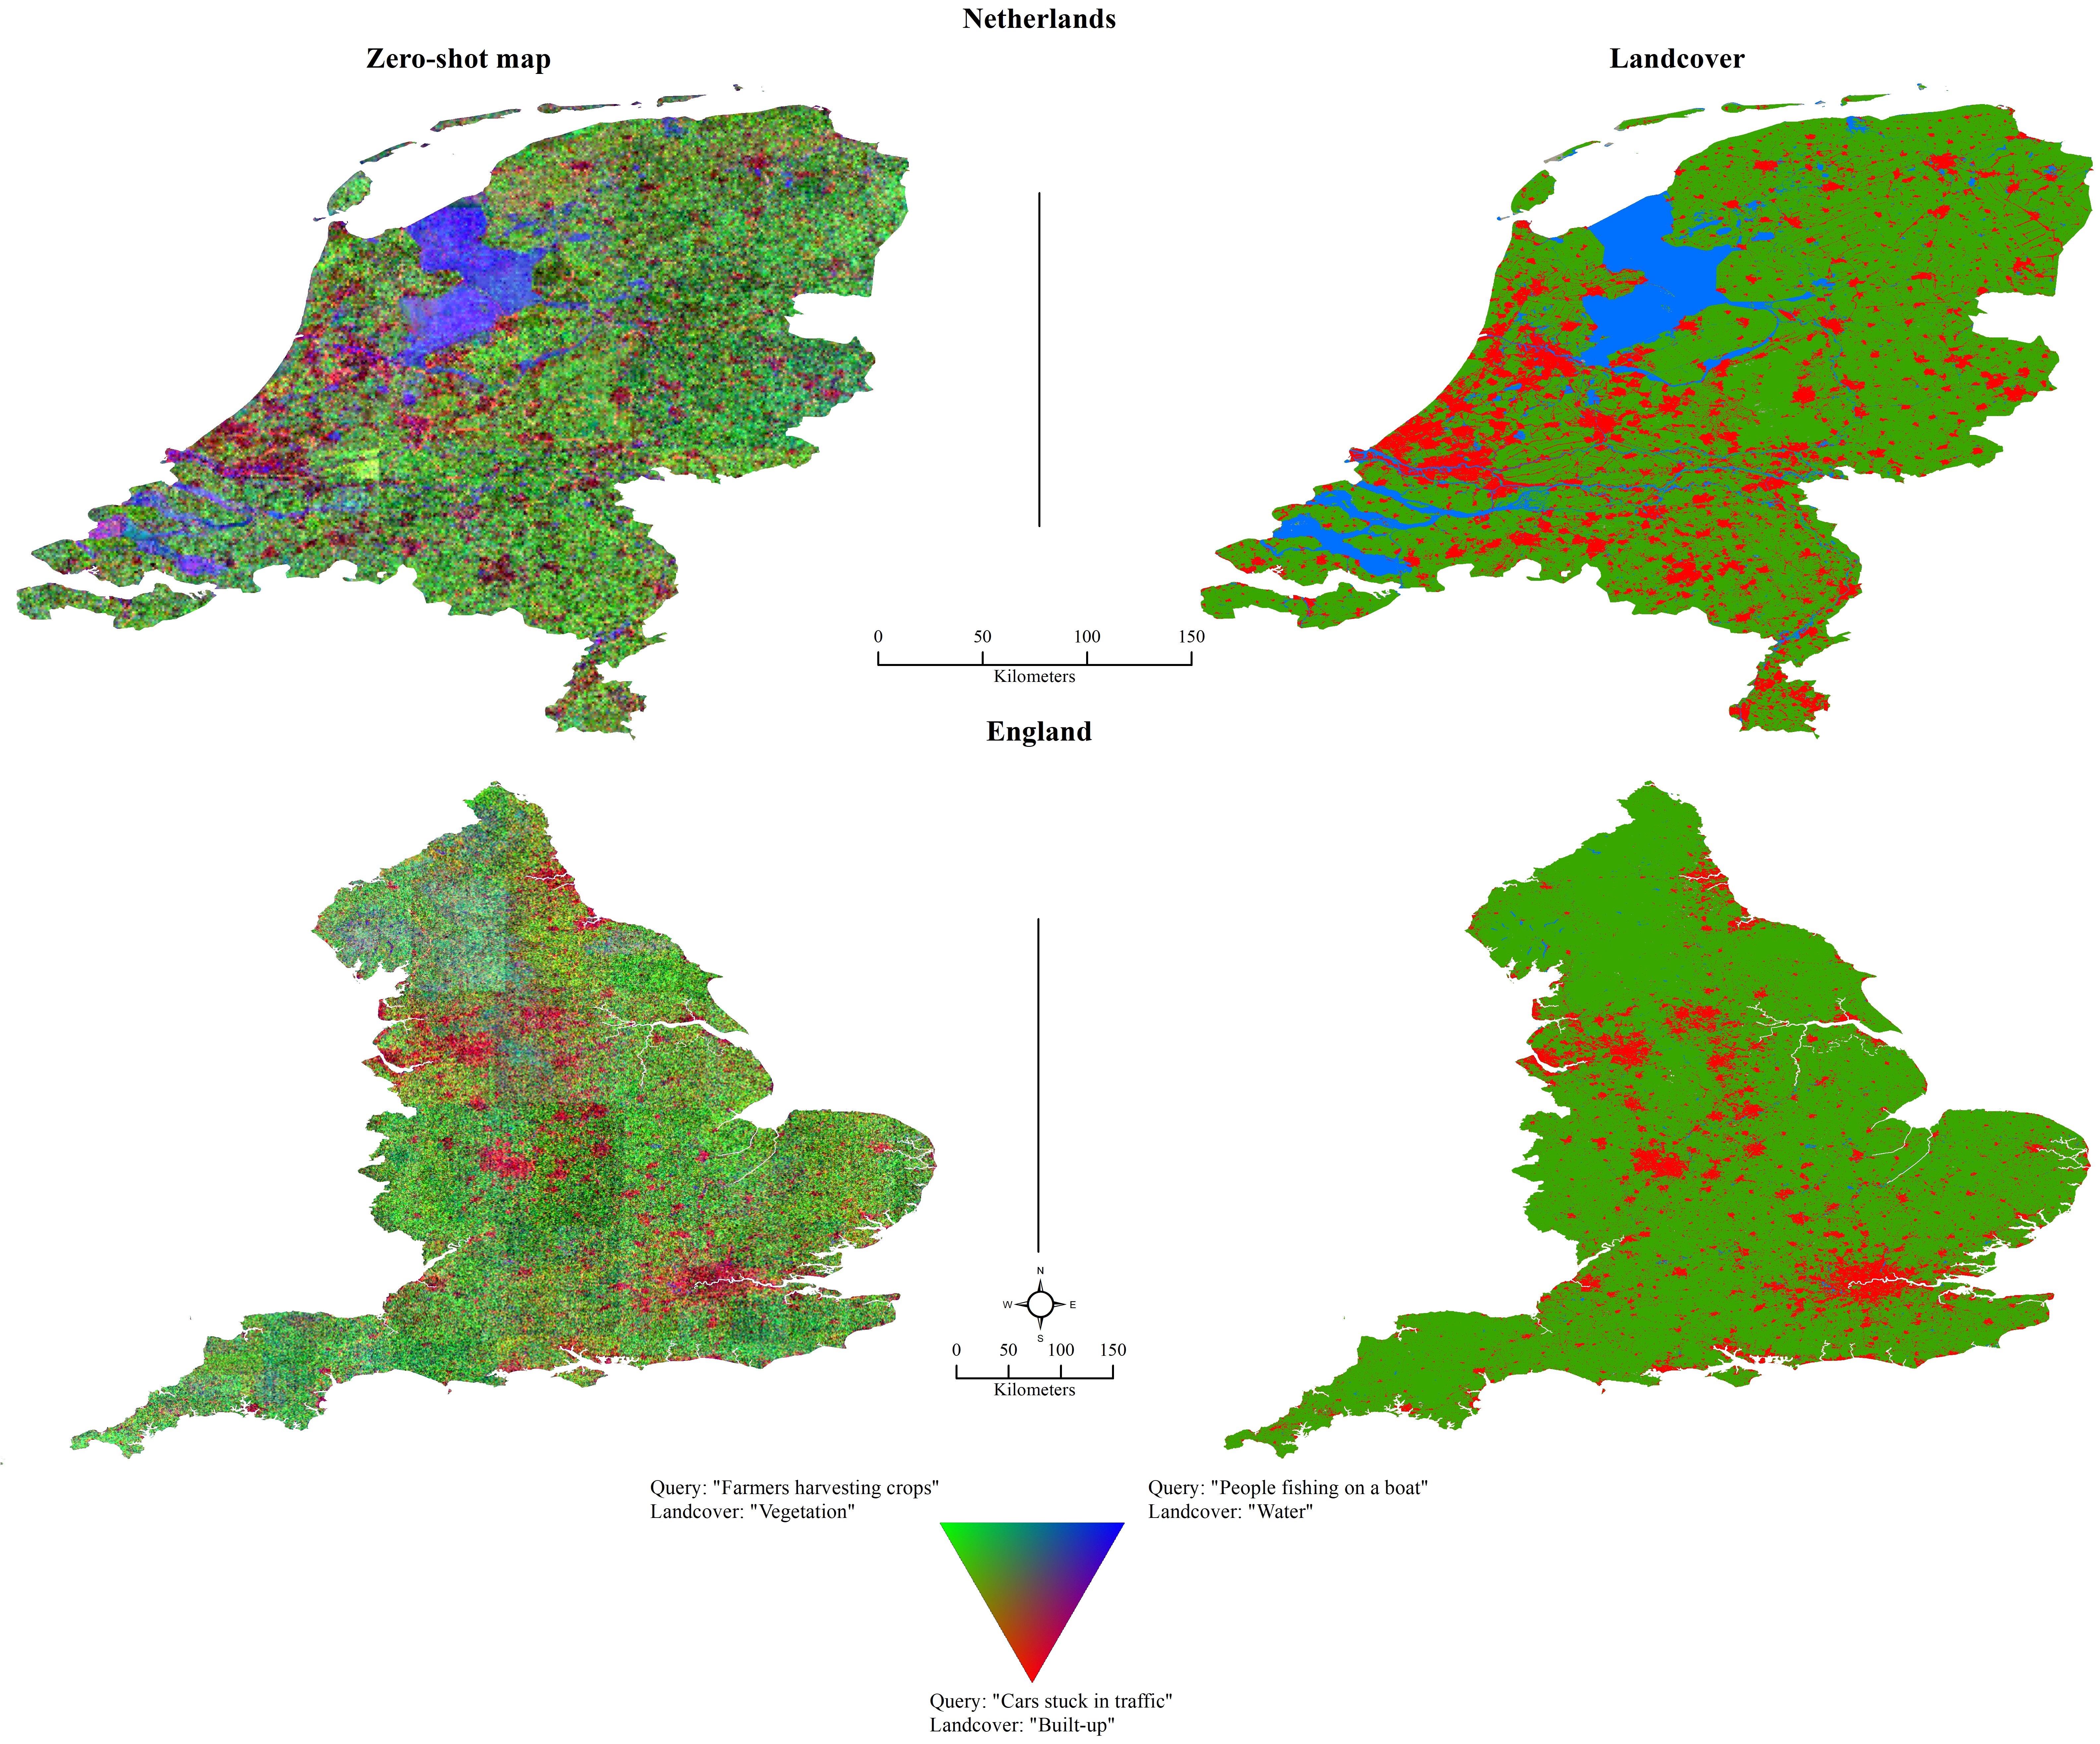 Netherlands
Zero-shot map
Landcover
0 50 100 150
Kilometers
England
N
W E
S
0 50 100 150
Kilometers
Query: "Farmers harvesting crops"
Landcover: "Vegetation"
Query: "People fishing on a boat"
Landcover: "Water"
Query: "Cars stuck in traffic"
Landcover: "Built-up"